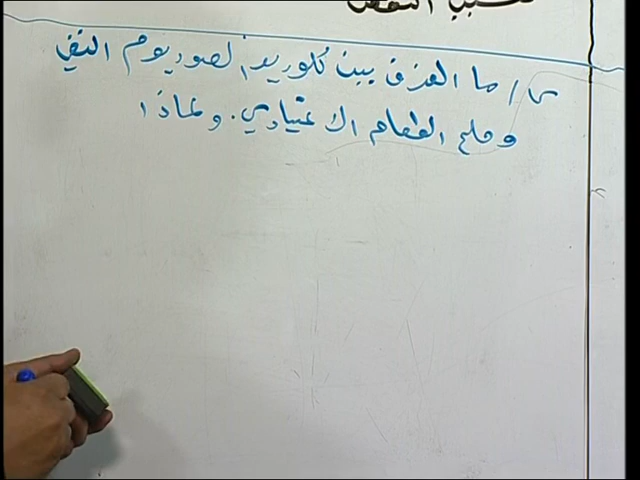 س/ ما الفرق بين كلوريد الصوديوم النقي
وملح الطعام الاعتيادي. ولماذا